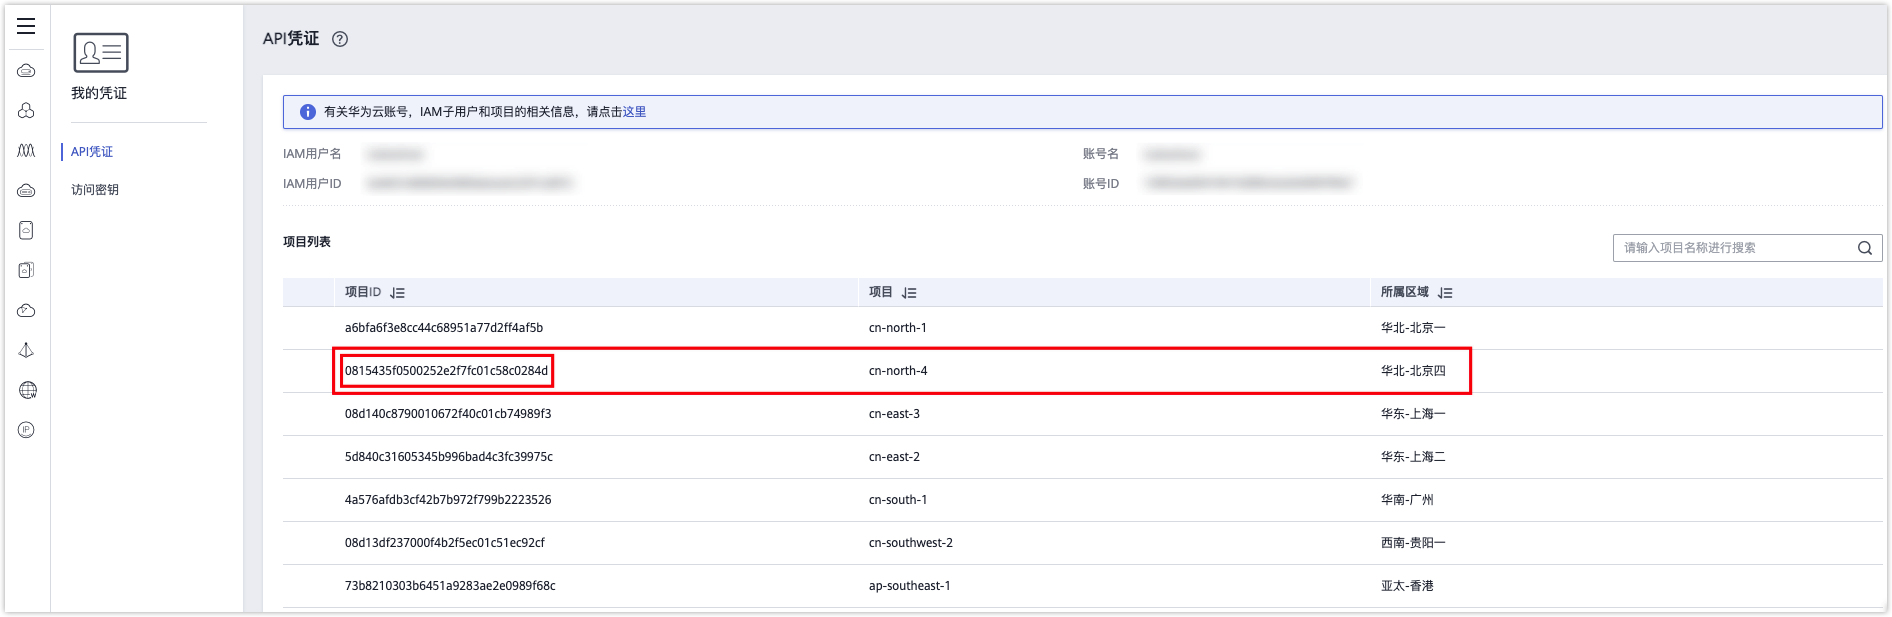 API凭证
我的凭证
API凭证
访问密钥
有关华为云账号，IAM子用户和项目的相关信息，请点击这里
IAM用户名
账号名
IAM用户ID
账号ID
项目列表
请输入项目名称进行搜索
项目ID 项目 所属区域
a6bfa6f3e8cc44c68951a77d2ff4af5b cn-north-1 华北-北京一
0815435f0500252e2f7fc01c58c0284d cn-north-4 华北-北京四
08d140c8790010672f40c01cb74989f3 cn-east-3 华东-上海一
5d840c31605345b996bad4c3fc39975c cn-east-2 华东-上海二
4a576afdb3cf42b7b972f799b2223526 cn-south-1 华南-广州
08d13df237000f4b2f5ec01c51ec92cf cn-southwest-2 西南-贵阳一
73b8210303b6451a9283ae2e0989f68c ap-southeast-1 亚太-香港